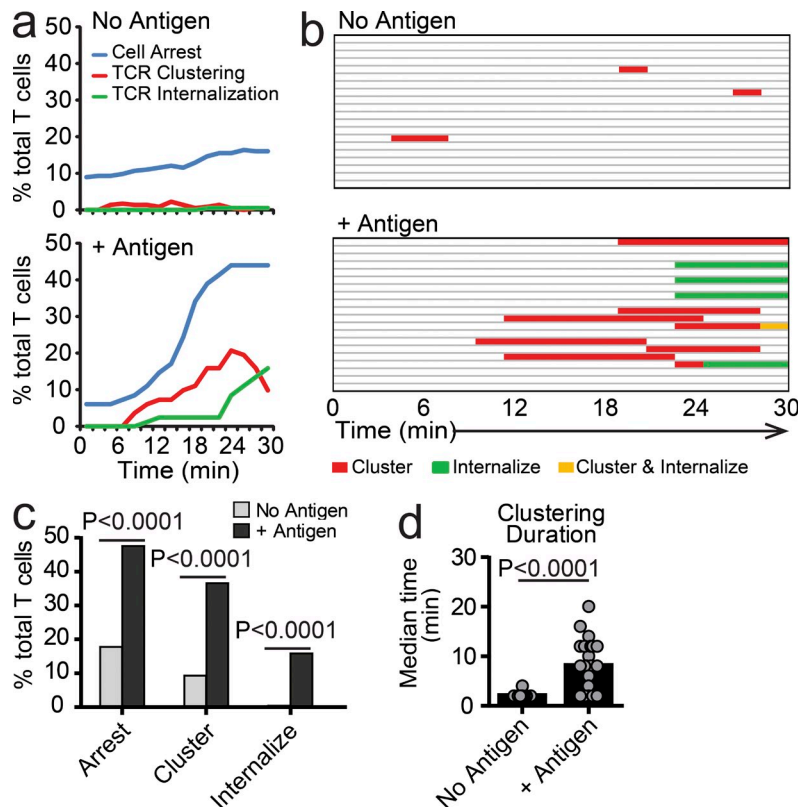 a
No Antigen
% total T cells
50
40
30
20
10
0
Cell Arrest
TCR Clustering
TCR Internalization
+ Antigen
% total T cells
50
40
30
20
10
0
0 6 12 18 24 30
Time (min)
b
No Antigen
+ Antigen
0 6 12 18 24 30
Time (min)
Cluster Internalize Cluster & Internalize
c
No Antigen
+ Antigen
% total T cells
50
40
30
20
10
0
P<0.0001
P<0.0001
P<0.0001
Arrest
Cluster
Internalize
d
Clustering
Duration
Median time
(min)
30
20
10
0
P<0.0001
No Antigen
+ Antigen